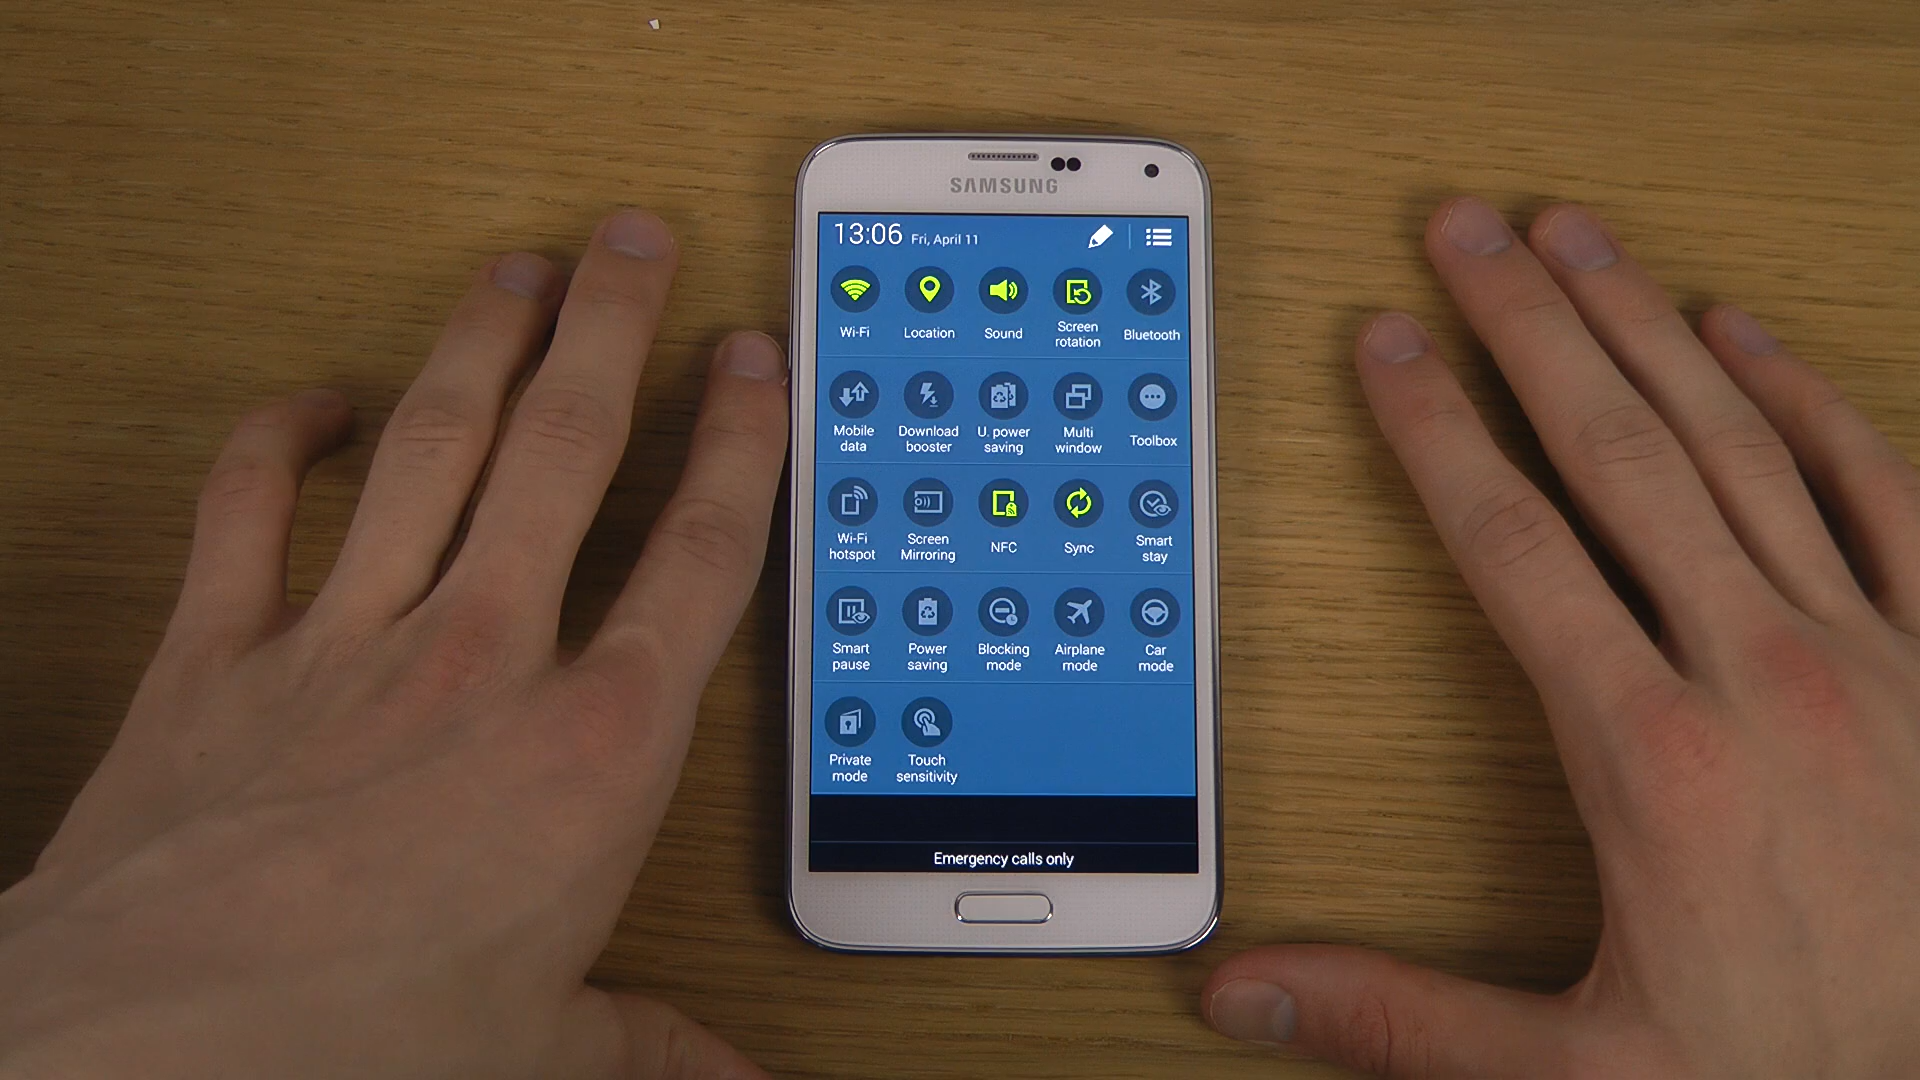 SAMSUNG
13:06 Fri, April 11
Wi-Fi
Location
Sound
Screen
rotation
Bluetooth
Mobile
data
Download
booster
U. power
saving
Multi
window
Toolbox
Wi-Fi
hotspot
Screen
Mirroring
NFC
Sync
Smart
stay
Smart
pause
Power
saving
Blocking
mode
Airplane
mode
Car
mode
Private
mode
Touch
sensitivity
Emergency calls only